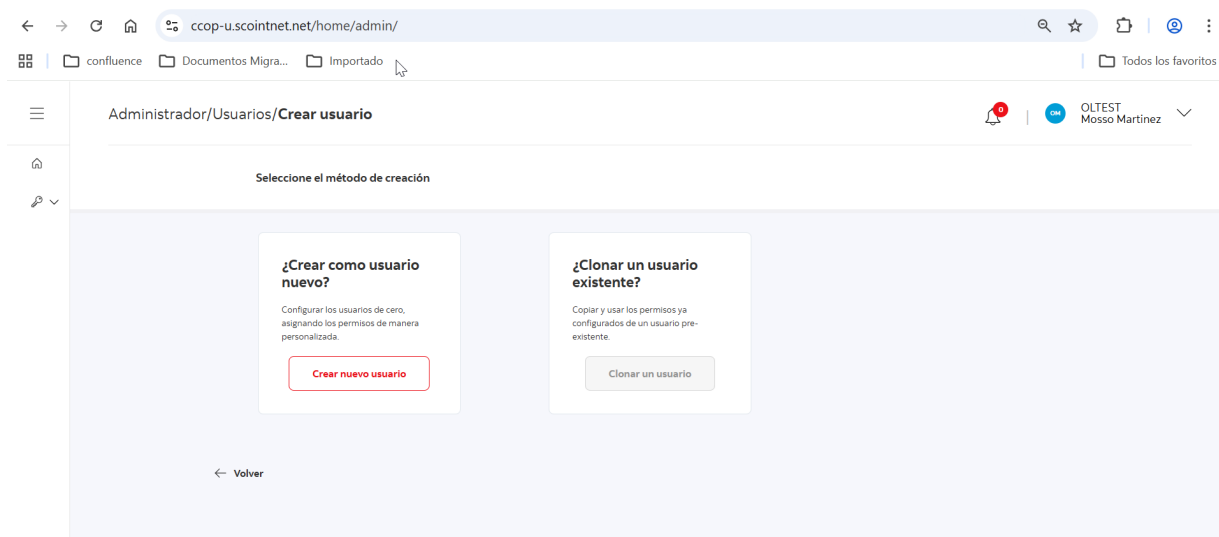 ccop-u.scointnet.net/home/admin/
confluence Documentos Migra... Importado Todos los favoritos
Administrador/Usuarios/Crear usuario
0
OM
OLTEST
Mosso Martinez
Seleccione el método de creación
¿Crear como usuario
nuevo?
Configurar los usuarios de cero,
asignando los permisos de manera
personalizada.
Crear nuevo usuario
¿Clonar un usuario
existente?
Copiar y usar los permisos ya
configurados de un usuario pre-
existente.
Clonar un usuario
Volver